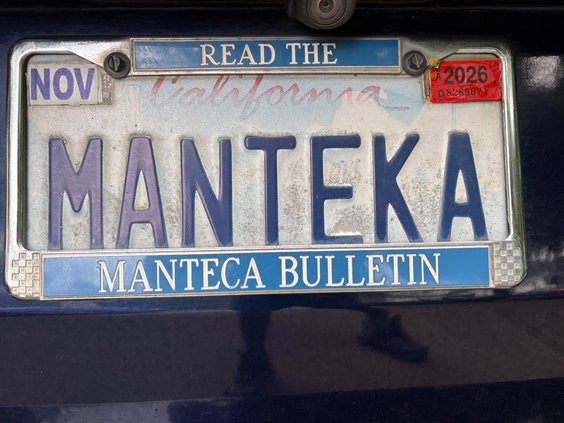 READ THE
NOV California 2026
MANTEKA
MANTECA BULLETIN